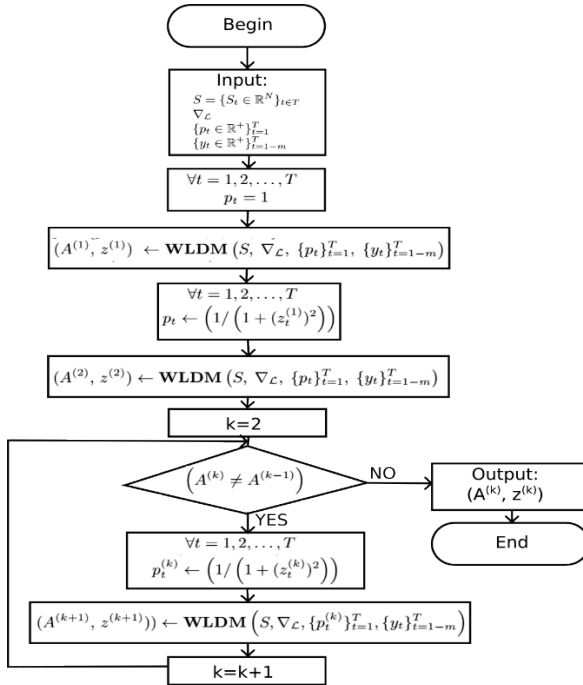 Begin
Input:
S = {S_t ∈ ℝ^N}_{t∈T}
∇_ℒ
{p_t ∈ ℝ^+}_{t=1}^T
{y_t ∈ ℝ^+}_{t=1−m}^T
∀t = 1, 2, . . . , T
p_t = 1
(A^{(1)}, z^{(1)}) ← WLDM (S, ∇_ℒ, {p_t}_{t=1}^T, {y_t}_{t=1−m}^T)
∀t = 1, 2, . . . , T
p_t ← (1/ (1 + (z_t^{(1)})^2))
(A^{(2)}, z^{(2)}) ← WLDM (S, ∇_ℒ, {p_t}_{t=1}^T, {y_t}_{t=1−m}^T)
k=2
(A^{(k)} ≠ A^{(k−1)})
NO
Output:
(A^{(k)}, z^{(k)})
End
YES
∀t = 1, 2, . . . , T
p_t^{(k)} ← (1/ (1 + (z_t^{(k)})^2))
(A^{(k+1)}, z^{(k+1)})) ← WLDM (S, ∇_ℒ, {p_t^{(k)}}_{t=1}^T, {y_t}_{t=1−m}^T)
k=k+1